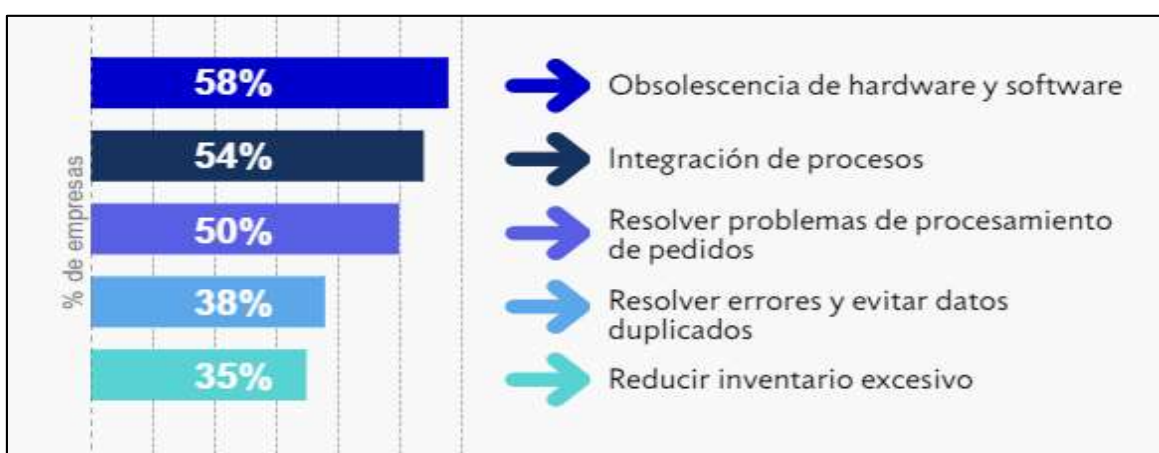 58%
Obsolescencia de hardware y software
54%
Integración de procesos
50%
Resolver problemas de procesamiento
de pedidos
38%
Resolver errores y evitar datos
duplicados
35%
Reducir inventario excesivo
% de empresas